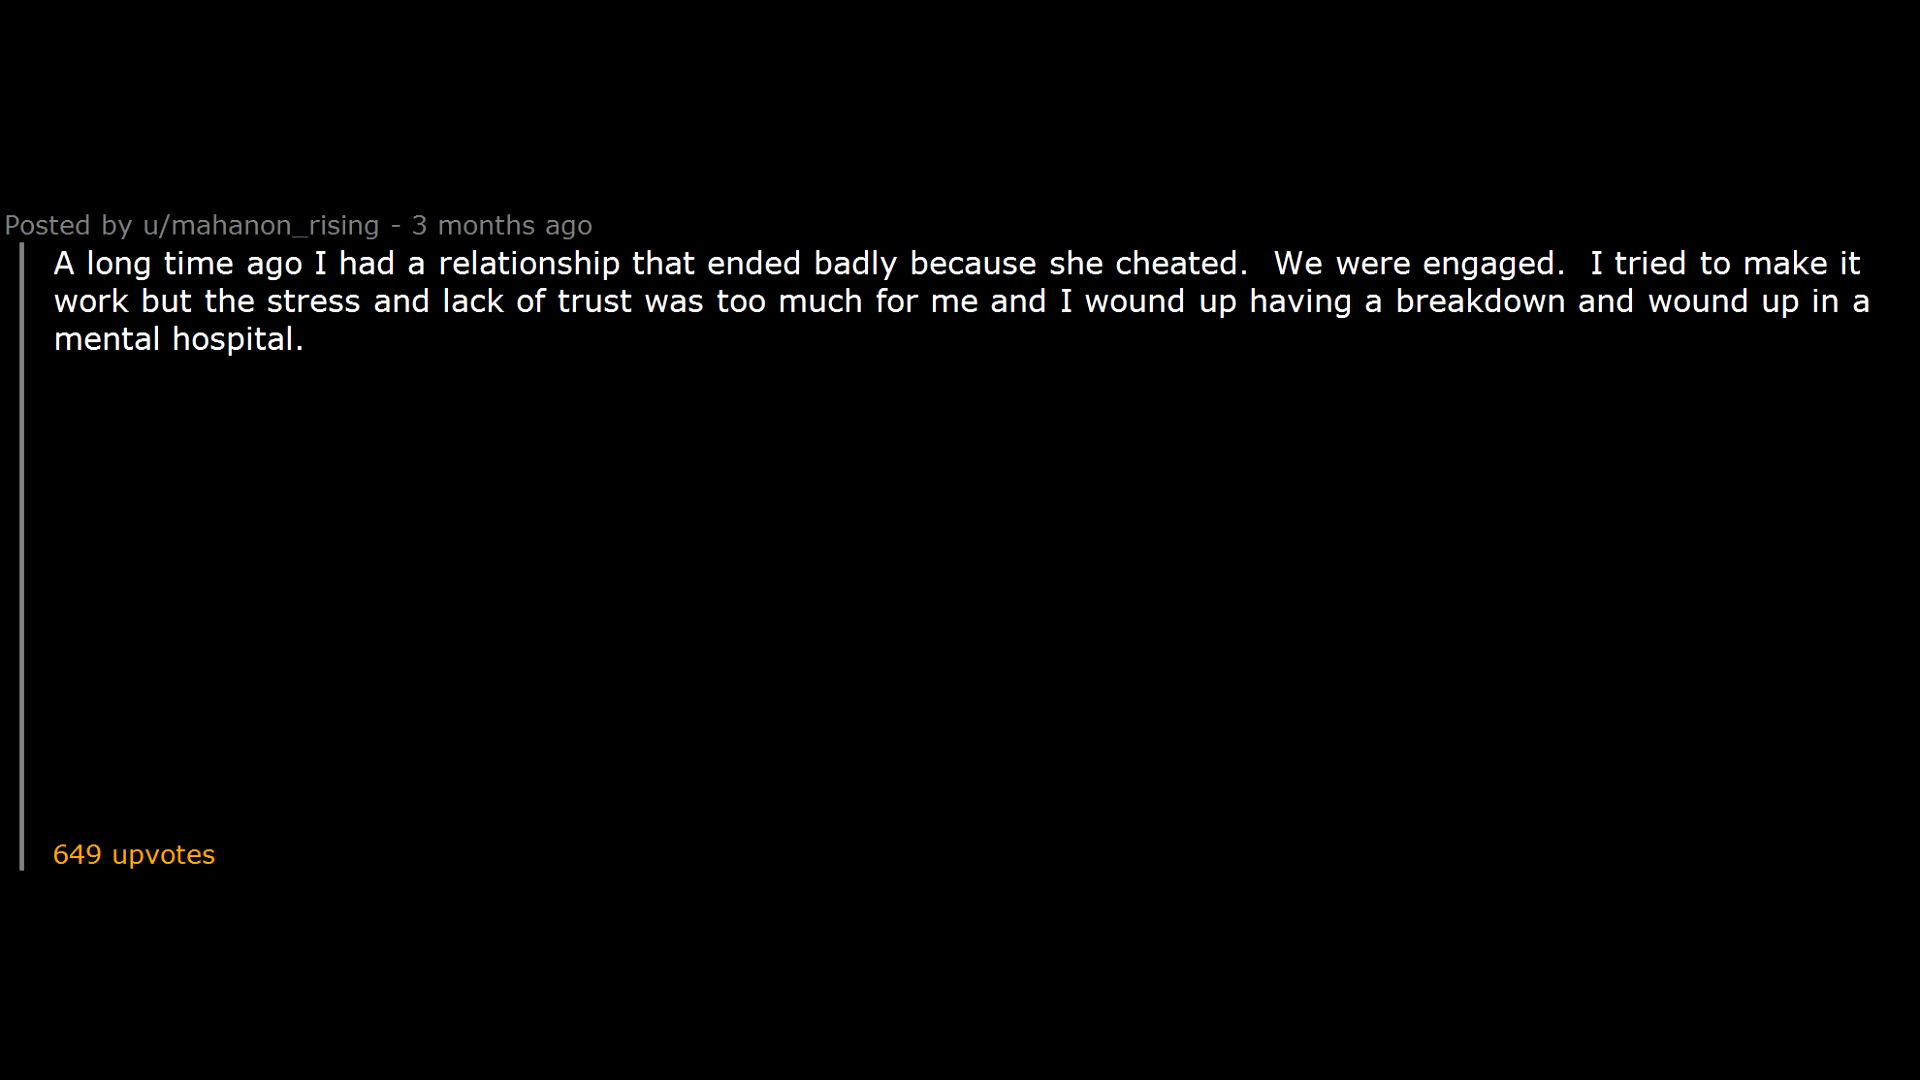 Posted by u/mahanon_rising - 3 months ago
A long time ago I had a relationship that ended badly because she cheated.  We were engaged.  I tried to make it
work but the stress and lack of trust was too much for me and I wound up having a breakdown and wound up in a
mental hospital.
649 upvotes